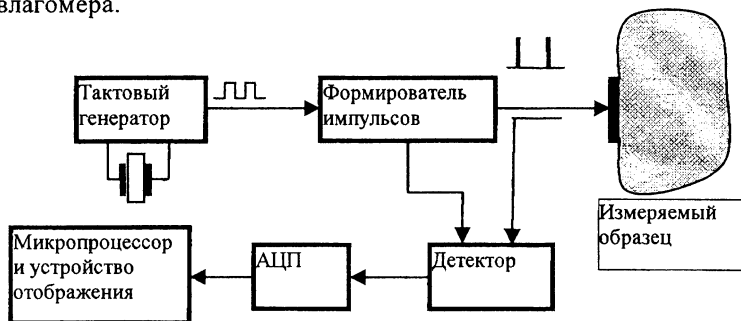 влагомера.
Тактовый
генератор
Формирователь
импульсов
Измеряемый
образец
Микропроцессор
и устройство
отображения
АЦП
Детектор